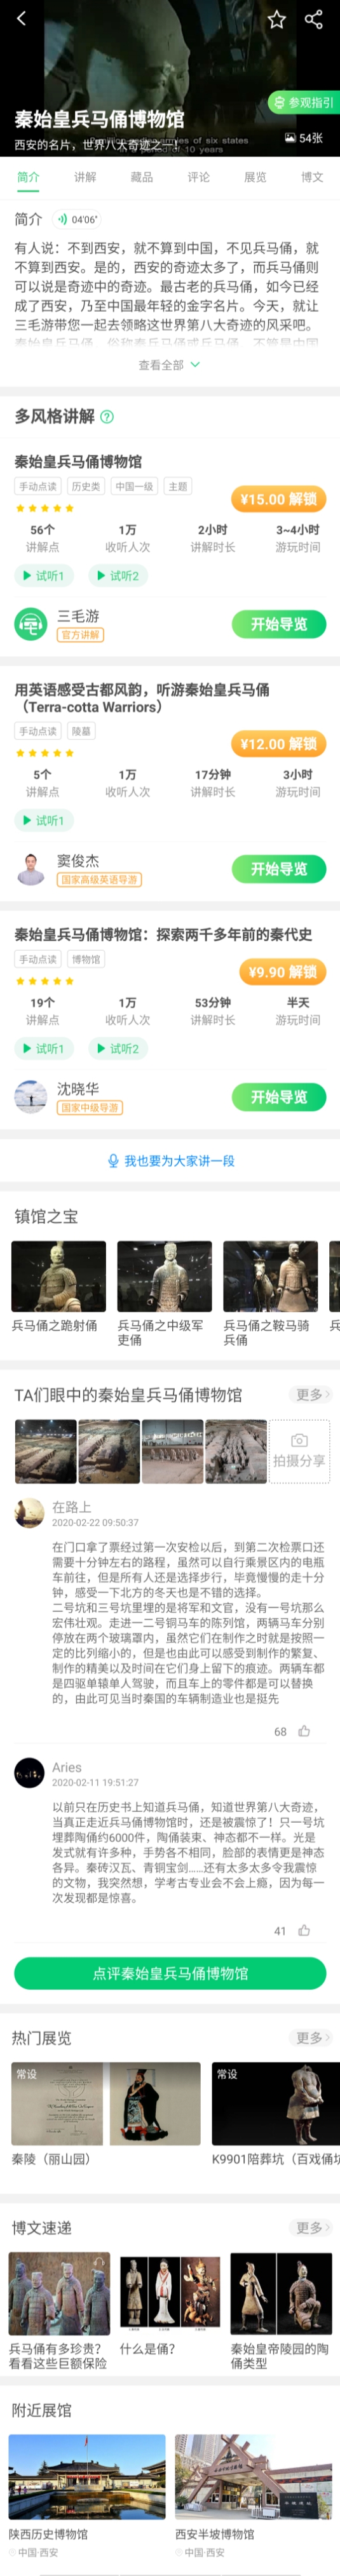 参观指引
秦始皇兵马俑博物馆
西安的名片，世界八大奇迹之一！
54张
简介 讲解 藏品 评论 展览 博文
简介 04'06"
有人说：不到西安，就不算到中国，不见兵马俑，就
不算到西安。是的，西安的奇迹太多了，而兵马俑则
可以说是奇迹中的奇迹。最古老的兵马俑，如今已经
成了西安，乃至中国最年轻的金字名片。今天，就让
三毛游带您一起去领略这世界第八大奇迹的风采吧。
查看全部
多风格讲解 ?
秦始皇兵马俑博物馆
手动点读 历史类 中国一级 主题
¥15.00 解锁
56个 1万 2小时 3~4小时
讲解点 收听人次 讲解时长 游玩时间
试听1 试听2
三毛游
官方讲解
开始导览
用英语感受古都风韵，听游秦始皇兵马俑
（Terra-cotta Warriors）
手动点读 陵墓
¥12.00 解锁
5个 1万 17分钟 3小时
讲解点 收听人次 讲解时长 游玩时间
试听1
窦俊杰
国家高级英语导游
开始导览
秦始皇兵马俑博物馆：探索两千多年前的秦代史
手动点读 博物馆
¥9.90 解锁
19个 1万 53分钟 半天
讲解点 收听人次 讲解时长 游玩时间
试听1 试听2
沈晓华
国家中级导游
开始导览
我也要为大家讲一段
镇馆之宝
兵马俑之跪射俑 兵马俑之中级军 兵马俑之鞍马骑 兵
吏俑 兵俑
TA们眼中的秦始皇兵马俑博物馆 更多
拍摄分享
在路上
2020-02-22 09:50:37
在门口拿了票经过第一次安检以后，到第二次检票口还
需要十分钟左右的路程，虽然可以自行乘景区内的电瓶
车前往，但是所有人还是选择步行，毕竟慢慢的走十分
钟，感受一下北方的冬天也是不错的选择。
二号坑和三号坑里埋的是将军和文官，没有一号坑那么
宏伟壮观。走进一二号铜马车的陈列馆，两辆马车分别
停放在两个玻璃罩内，虽然它们在制作之时就是按照一
定的比列缩小的，但是也由此可以感受到制作的繁复、
制作的精美以及时间在它们身上留下的痕迹。两辆车都
是四驱单辕单人驾驶，而且车上的零件都是可以替换
的，由此可见当时秦国的车辆制造业也是挺先
68
Aries
2020-02-11 19:51:27
以前只在历史书上知道兵马俑，知道世界第八大奇迹，
当真正走近兵马俑博物馆时，还是被震惊了！只一号坑
埋葬陶俑约6000件，陶俑装束、神态都不一样。光是
发式就有许多种，手势各不相同，脸部的表情更是神态
各异。秦砖汉瓦、青铜宝剑……还有太多太多令我震惊
的文物，我突然想，学考古专业会不会上瘾，因为每一
次发现都是惊喜。
41
点评秦始皇兵马俑博物馆
热门展览 更多
常设 常设
秦陵（丽山园） K9901陪葬坑（百戏俑坑
博文速递 更多
兵马俑有多珍贵？ 什么是俑？ 秦始皇帝陵园的陶
看看这些巨额保险 俑类型
附近展馆
陕西历史博物馆 西安半坡博物馆
中国·西安 中国·西安